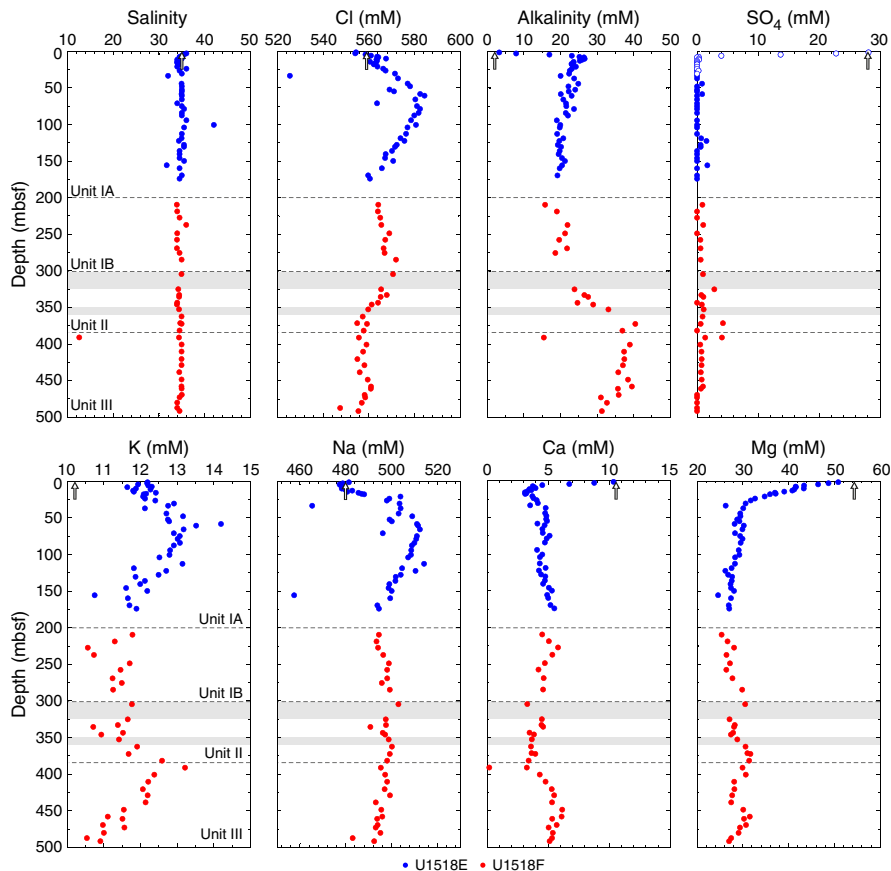 Salinity
Cl (mM)
Alkalinity (mM)
SO4 (mM)
10 20 30 40 50
520 540 560 580 600
0 10 20 30 40 50
0 10 20 30
0
50
100
150
200
250
300
350
400
450
500
Depth (mbsf)
Unit IA
Unit IB
Unit II
Unit III
K (mM)
Na (mM)
Ca (mM)
Mg (mM)
10 11 12 13 14 15
460 480 500 520
0 5 10 15
20 30 40 50 60
0
50
100
150
200
250
300
350
400
450
500
Depth (mbsf)
Unit IA
Unit IB
Unit II
Unit III
U1518E U1518F